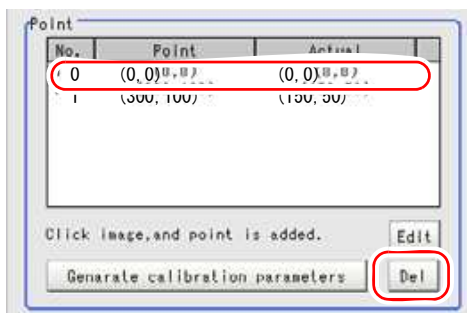 Point
No. Point Actual
0 (0, 0) (0, 0)
1 (300, 100) (150, 50)
Click image,and point is added. Edit
Genarate calibration parameters Del